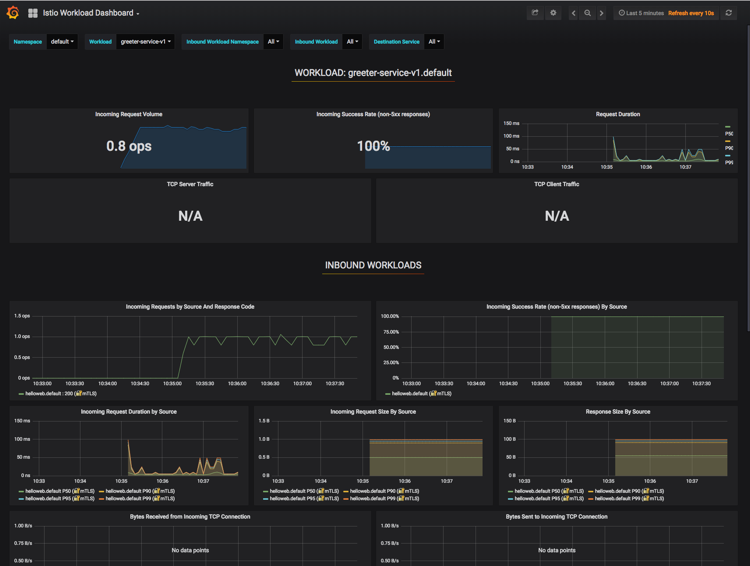 Istio Workload Dashboard
Last 5 minutes Refresh every 10s
Namespace default Workload greeter-service-v1 Inbound Workload Namespace All Inbound Workload All Destination Service All
WORKLOAD: greeter-service-v1.default
Incoming Request Volume
0.8 ops
Incoming Success Rate (non-5xx responses)
100%
Request Duration
150 ms
100 ms
50 ms
0 ns
10:33 10:34 10:35 10:36 10:37
P50
P90
P95
TCP Server Traffic
N/A
TCP Client Traffic
N/A
INBOUND WORKLOADS
Incoming Requests by Source And Response Code
1.5 ops
1.0 ops
0.5 ops
0 ops
10:33:00 10:33:30 10:34:00 10:34:30 10:35:00 10:35:30 10:36:00 10:36:30 10:37:00 10:37:30
helloweb.default : 200 (🔐mTLS)
Incoming Success Rate (non-5xx responses) By Source
100.00%
75.00%
50.00%
25.00%
0%
10:33:00 10:33:30 10:34:00 10:34:30 10:35:00 10:35:30 10:36:00 10:36:30 10:37:00 10:37:30
helloweb.default (🔐mTLS)
Incoming Request Duration by Source
150 ms
100 ms
50 ms
0 ns
10:33 10:34 10:35 10:36 10:37
helloweb.default P50 (🔐mTLS) helloweb.default P90 (🔐mTLS)
helloweb.default P95 (🔐mTLS) helloweb.default P99 (🔐mTLS)
Incoming Request Size By Source
1.5 B
1.0 B
0.5 B
0 B
10:33 10:34 10:35 10:36 10:37
helloweb.default P50 (🔐mTLS) helloweb.default P90 (🔐mTLS)
helloweb.default P95 (🔐mTLS) helloweb.default P99 (🔐mTLS)
Response Size By Source
150 B
100 B
50 B
0 B
10:33 10:34 10:35 10:36 10:37
helloweb.default P50 (🔐mTLS) helloweb.default P90 (🔐mTLS)
helloweb.default P95 (🔐mTLS) helloweb.default P99 (🔐mTLS)
Bytes Received from Incoming TCP Connection
1.00 B/s
0.75 B/s
0.50 B/s
No data points
Bytes Sent to Incoming TCP Connection
1.00 B/s
0.75 B/s
0.50 B/s
No data points